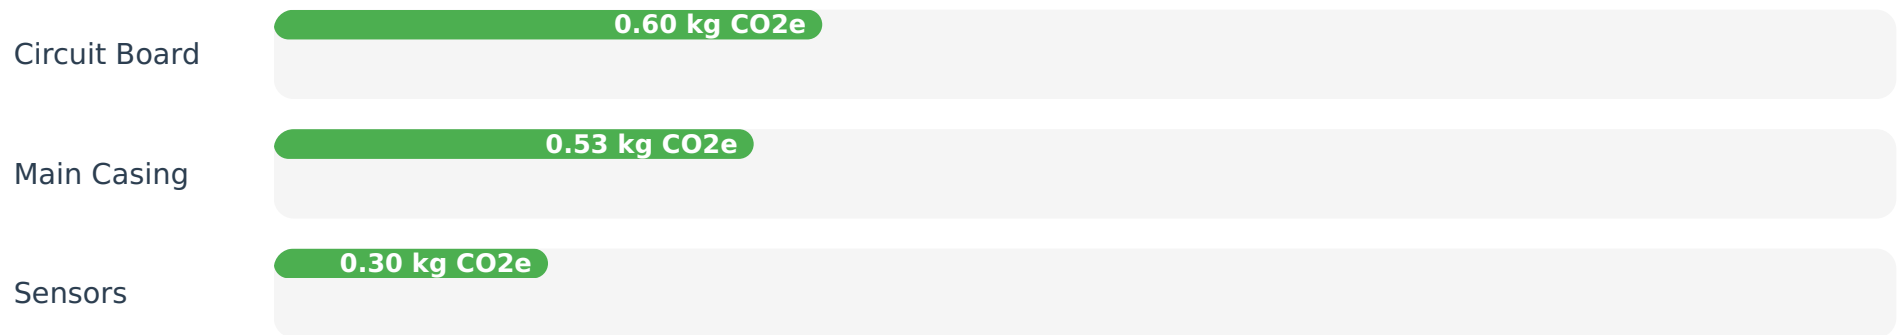 Circuit Board
0.60 kg CO2e
Main Casing
0.53 kg CO2e
Sensors
0.30 kg CO2e